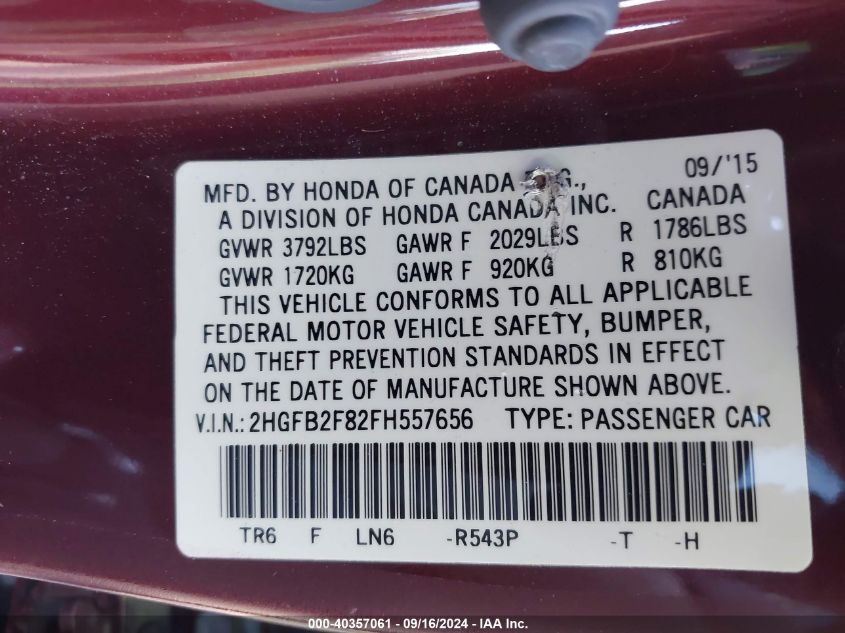 09/'15
MFD. BY HONDA OF CANADA
CANADA
A DIVISION OF HONDA CANADA INC.
GVWR 3792LBS GAWR F 2029LBS R 1786LBS
GVWR 1720KG GAWR F 920KG R 810KG
THIS VEHICLE CONFORMS TO ALL APPLICABLE
FEDERAL MOTOR VEHICLE SAFETY, BUMPER,
AND THEFT PREVENTION STANDARDS IN EFFECT
ON THE DATE OF MANUFACTURE SHOWN ABOVE.
V.I.N.: 2HGFB2F82FH557656 TYPE: PASSENGER CAR
TR6 F LN6 -R543P -T -H
000-40357061 - 09/16/2024 - IAA Inc.